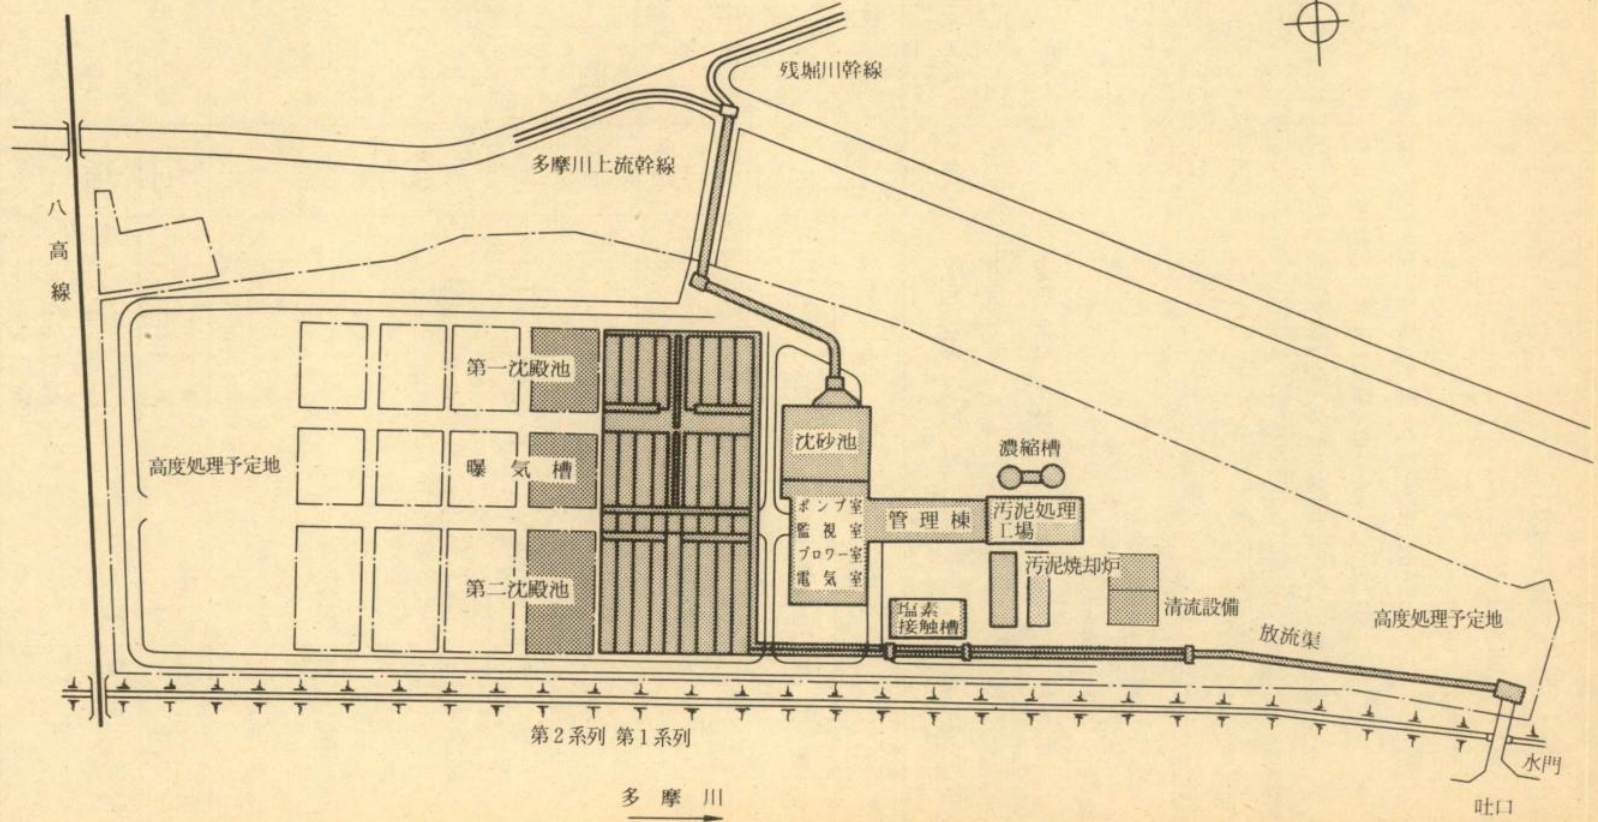 残堀川幹線
多摩川上流幹線
八高線
第一沈殿池
沈砂池
濃縮槽
高度処理予定地
曝気槽
ポンプ室
監視室
ブロワー室
電気室
管理棟
汚泥処理
工場
汚泥焼却炉
第二沈殿池
塩素
接触槽
清流設備
高度処理予定地
放流渠
第2系列 第1系列
水門
吐口
多摩川